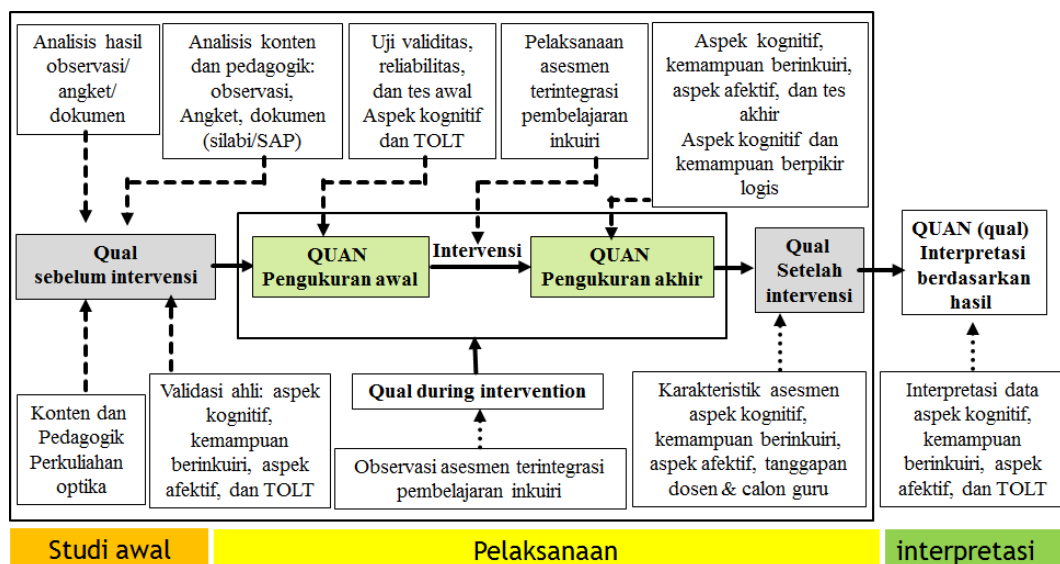 Analisis hasil
observasi/
angket/
dokumen
Analisis konten
dan pedagogik:
observasi,
Angket, dokumen
(silabi/SAP)
Uji validitas,
reliabilitas,
dan tes awal
Aspek kognitif
dan TOLT
Pelaksanaan
asesmen
terintegrasi
pembelajaran
inkuiri
Aspek kognitif,
kemampuan berinkuiri,
aspek afektif, dan tes
akhir
Aspek kognitif dan
kemampuan berpikir
logis
Qual
sebelum intervensi
QUAN
Pengukuran awal
Intervensi
QUAN
Pengukuran akhir
Qual
Setelah
intervensi
QUAN (qual)
Interpretasi
berdasarkan
hasil
Konten dan
Pedagogik
Perkuliahan
optika
Validasi ahli: aspek
kognitif,
kemampuan
berinkuiri, aspek
afektif, dan TOLT
Qual during intervention
Observasi asesmen terintegrasi
pembelajaran inkuiri
Karakteristik asesmen
aspek kognitif,
kemampuan berinkuiri,
aspek afektif, tanggapan
dosen & calon guru
Interpretasi data
aspek kognitif,
kemampuan
berinkuiri, aspek
afektif, dan TOLT
Studi awal
Pelaksanaan
interpretasi